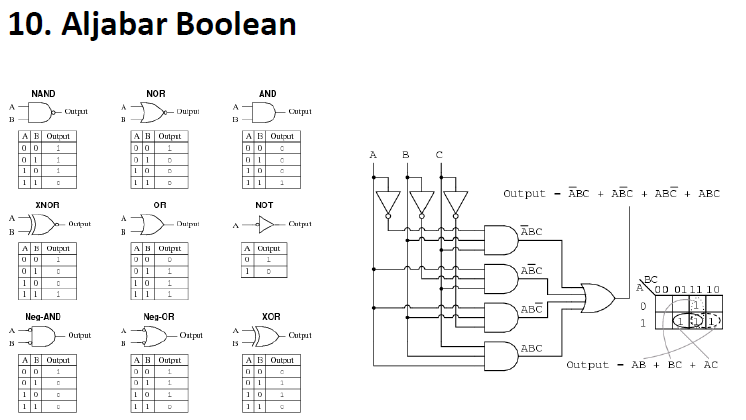 10. Aljabar Boolean
NAND NOR AND
A
B
Output
A
B
Output
A
B
Output
A B Output
0 0 1
0 1 1
1 0 1
1 1 0
A B Output
0 0 1
0 1 0
1 0 0
1 1 0
A B Output
0 0 0
0 1 0
1 0 0
1 1 1
XNOR OR NOT
A
B
Output
A
B
Output
A
Output
A B Output
0 0 1
0 1 0
1 0 0
1 1 1
A B Output
0 0 0
0 1 1
1 0 1
1 1 1
A Output
0 1
1 0
Neg-AND Neg-OR XOR
A
B
Output
A
B
Output
A
B
Output
A B Output
0 0 1
0 1 0
1 0 0
1 1 0
A B Output
0 0 1
0 1 1
1 0 1
1 1 0
A B Output
0 0 0
0 1 1
1 0 1
1 1 0
A B C
Output = A̅BC + AB̅C + ABC̅ + ABC
A̅BC
AB̅C
ABC̅
ABC
BC
A 00 01 11 10
0 1
1 1 1 1
Output = AB + BC + AC